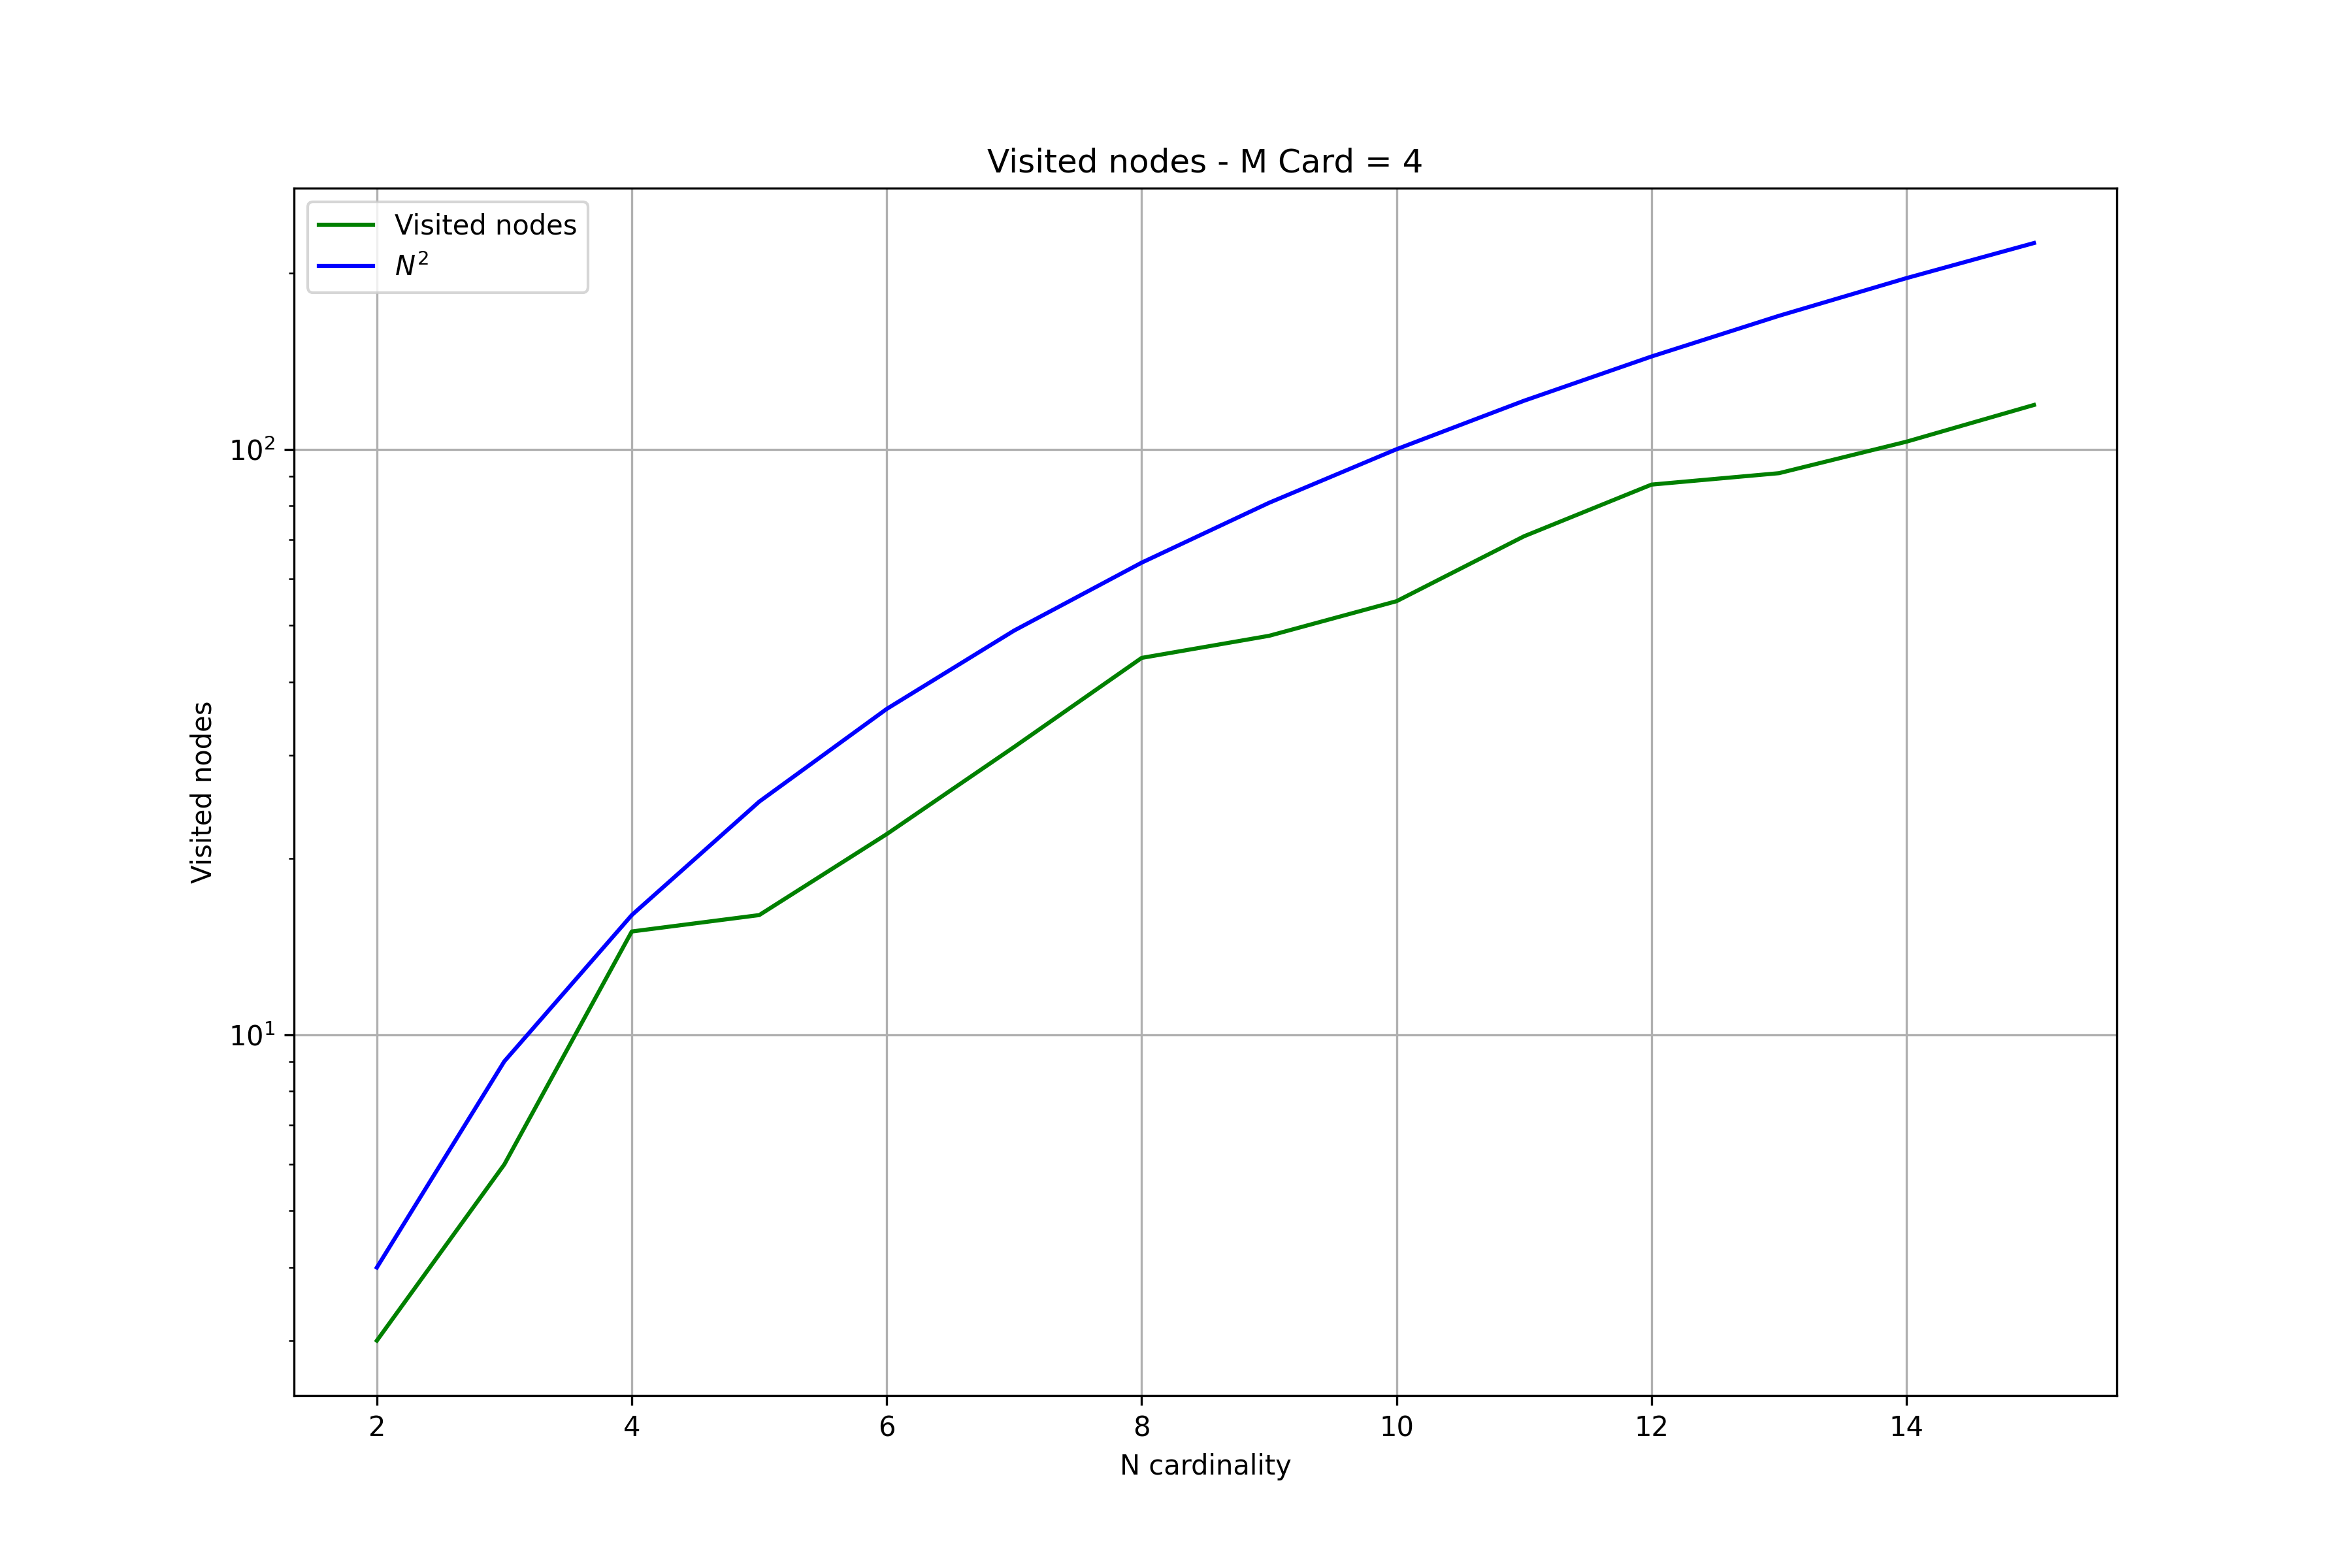 Visited nodes - M Card = 4
Visited nodes
N²
10²
10¹
Visited nodes
2 4 6 8 10 12 14
N cardinality